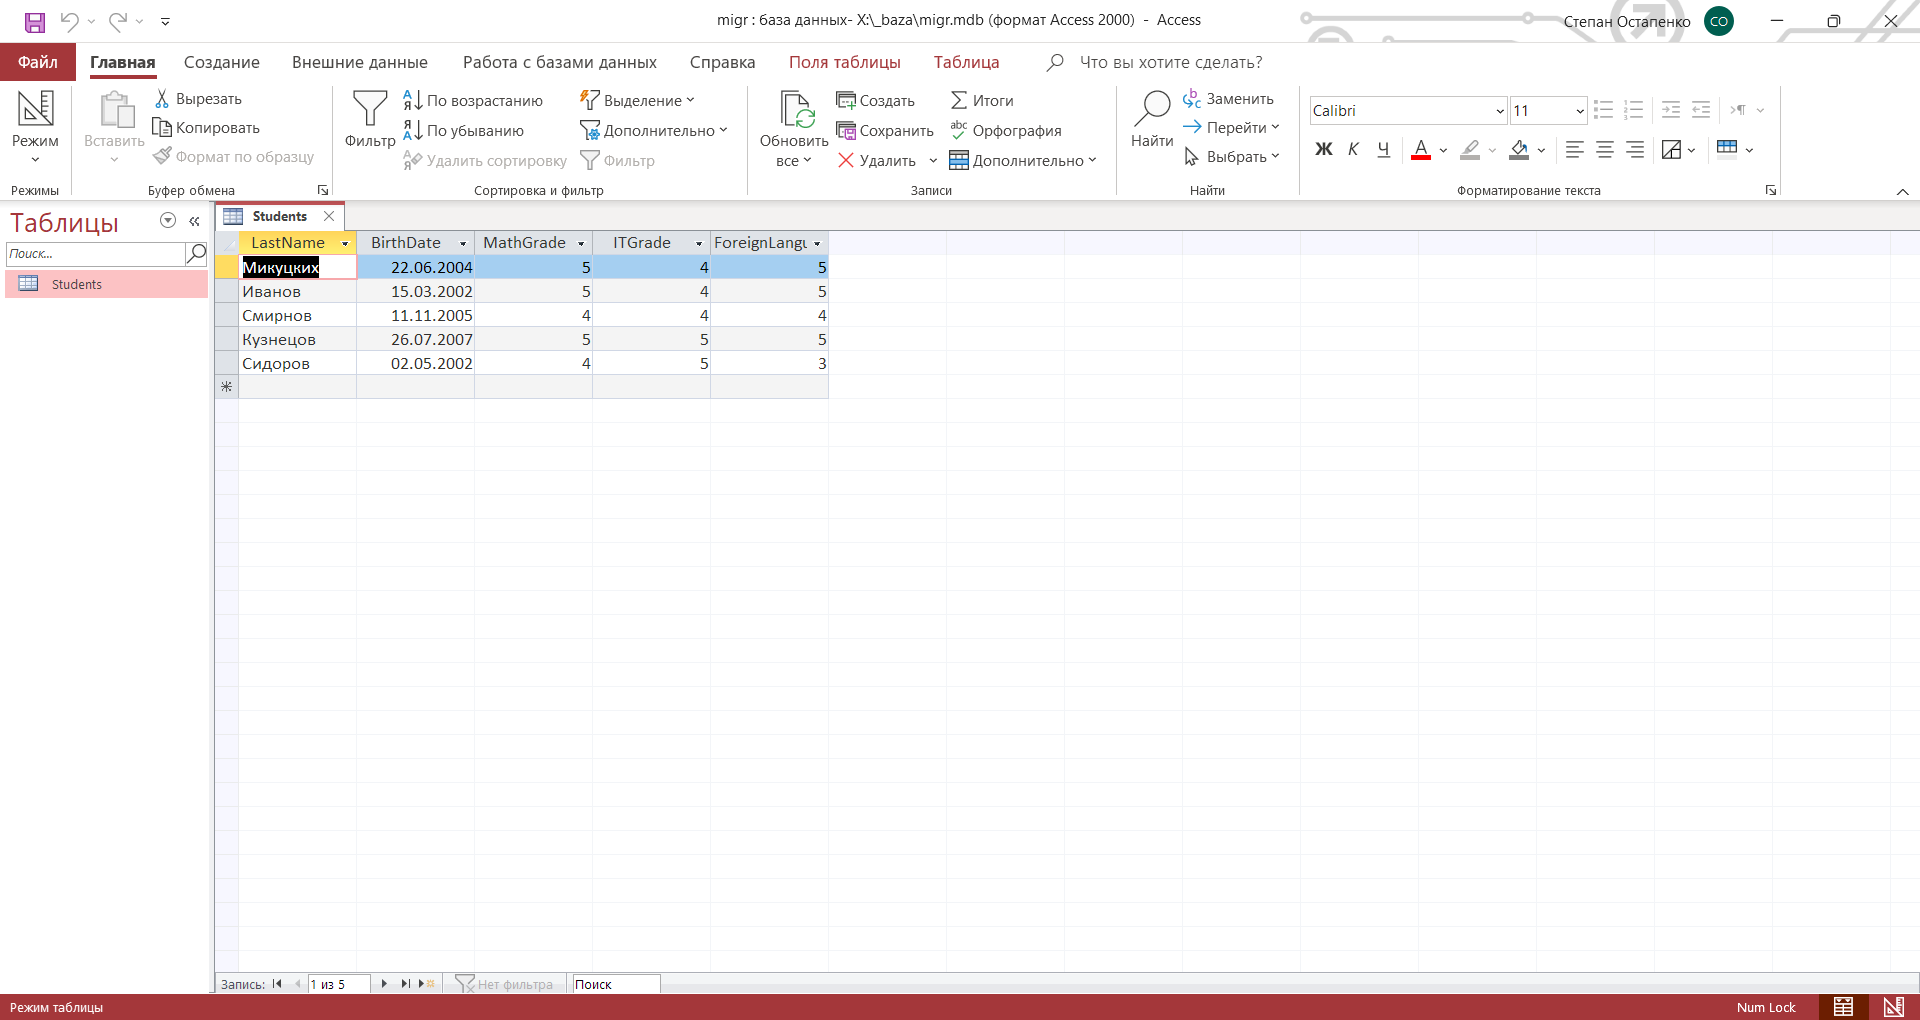 migr : база данных- X:\_baza\migr.mdb (формат Access 2000) - Access
Степан Остапенко
СО
Файл Главная Создание Внешние данные Работа с базами данных Справка Поля таблицы Таблица Что вы хотите сделать?
Режим
Режимы
Вставить
Вырезать
Копировать
Формат по образцу
Буфер обмена
Фильтр
По возрастанию
По убыванию
Удалить сортировку
Выделение
Дополнительно
Фильтр
Сортировка и фильтр
Обновить
все
Создать
Сохранить
Удалить
Итоги
Орфография
Дополнительно
Записи
Найти
Заменить
Перейти
Выбрать
Найти
Calibri 11
Ж К Ч А
Форматирование текста
Таблицы
Поиск...
Students
Students
LastName BirthDate MathGrade ITGrade ForeignLangu
Микуцких 22.06.2004 5 4 5
Иванов 15.03.2002 5 4 5
Смирнов 11.11.2005 4 4 4
Кузнецов 26.07.2007 5 5 5
Сидоров 02.05.2002 4 5 3
Запись: 1 из 5 Нет фильтра Поиск
Режим таблицы
Num Lock